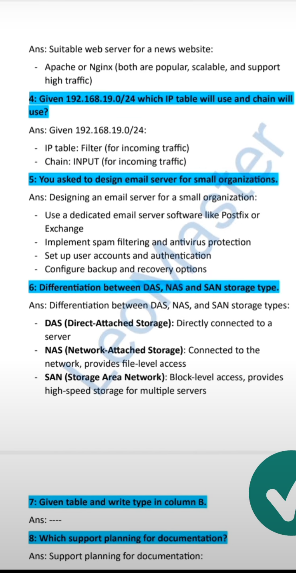 Ans: Suitable web server for a news website:
- Apache or Nginx (both are popular, scalable, and support
high traffic)
4: Given 192.168.19.0/24 which IP table will use and chain will
use?
Ans: Given 192.168.19.0/24:
- IP table: Filter (for incoming traffic)
- Chain: INPUT (for incoming traffic)
5: You asked to design email server for small organizations.
Ans: Designing an email server for a small organization:
- Use a dedicated email server software like Postfix or
Exchange
- Implement spam filtering and antivirus protection
- Set up user accounts and authentication
- Configure backup and recovery options
6: Differentiation between DAS, NAS and SAN storage type.
Ans: Differentiation between DAS, NAS, and SAN storage types:
- DAS (Direct-Attached Storage): Directly connected to a
server
- NAS (Network-Attached Storage): Connected to the
network, provides file-level access
- SAN (Storage Area Network): Block-level access, provides
high-speed storage for multiple servers
LeoMaster
7: Given table and write type in column B.
Ans: ----
8: Which support planning for documentation?
Ans: Support planning for documentation: